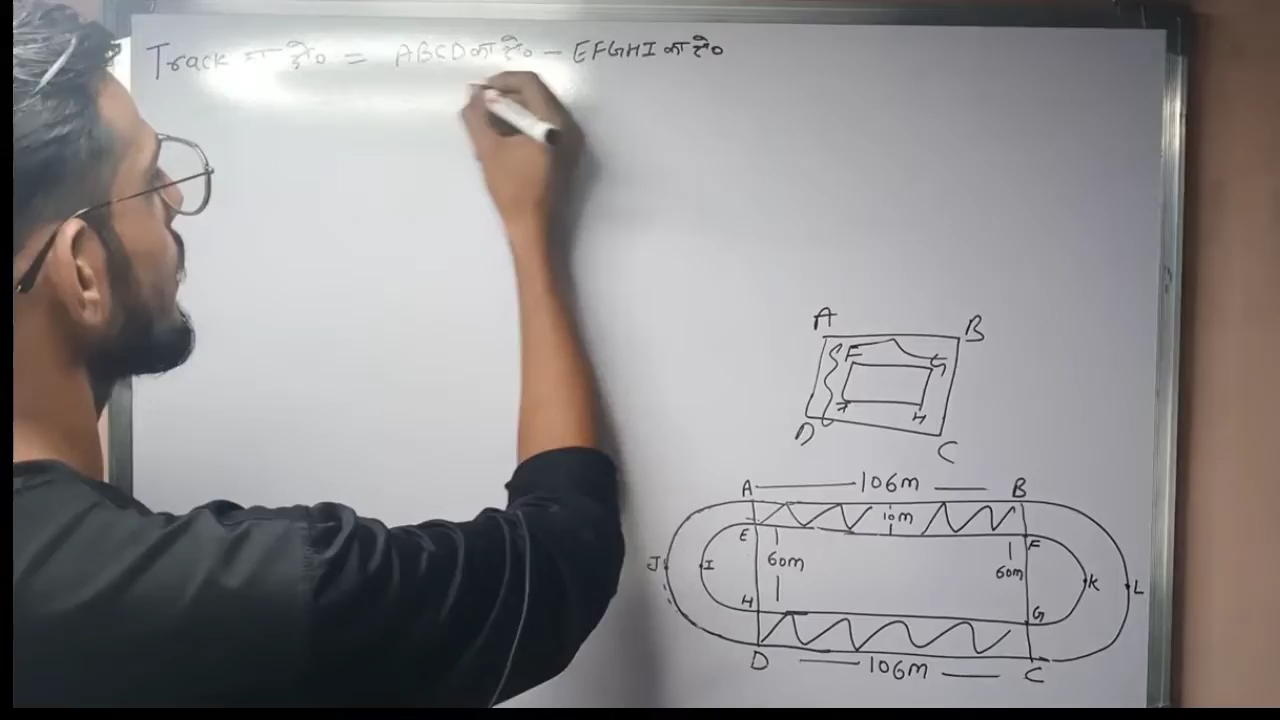 Track का क्षे० = ABCD का क्षे० - EFGHI का क्षे०
A B
F G
H
D C
A 106m B
10m
E F
60m 60m
J I K L
H G
D 106m C